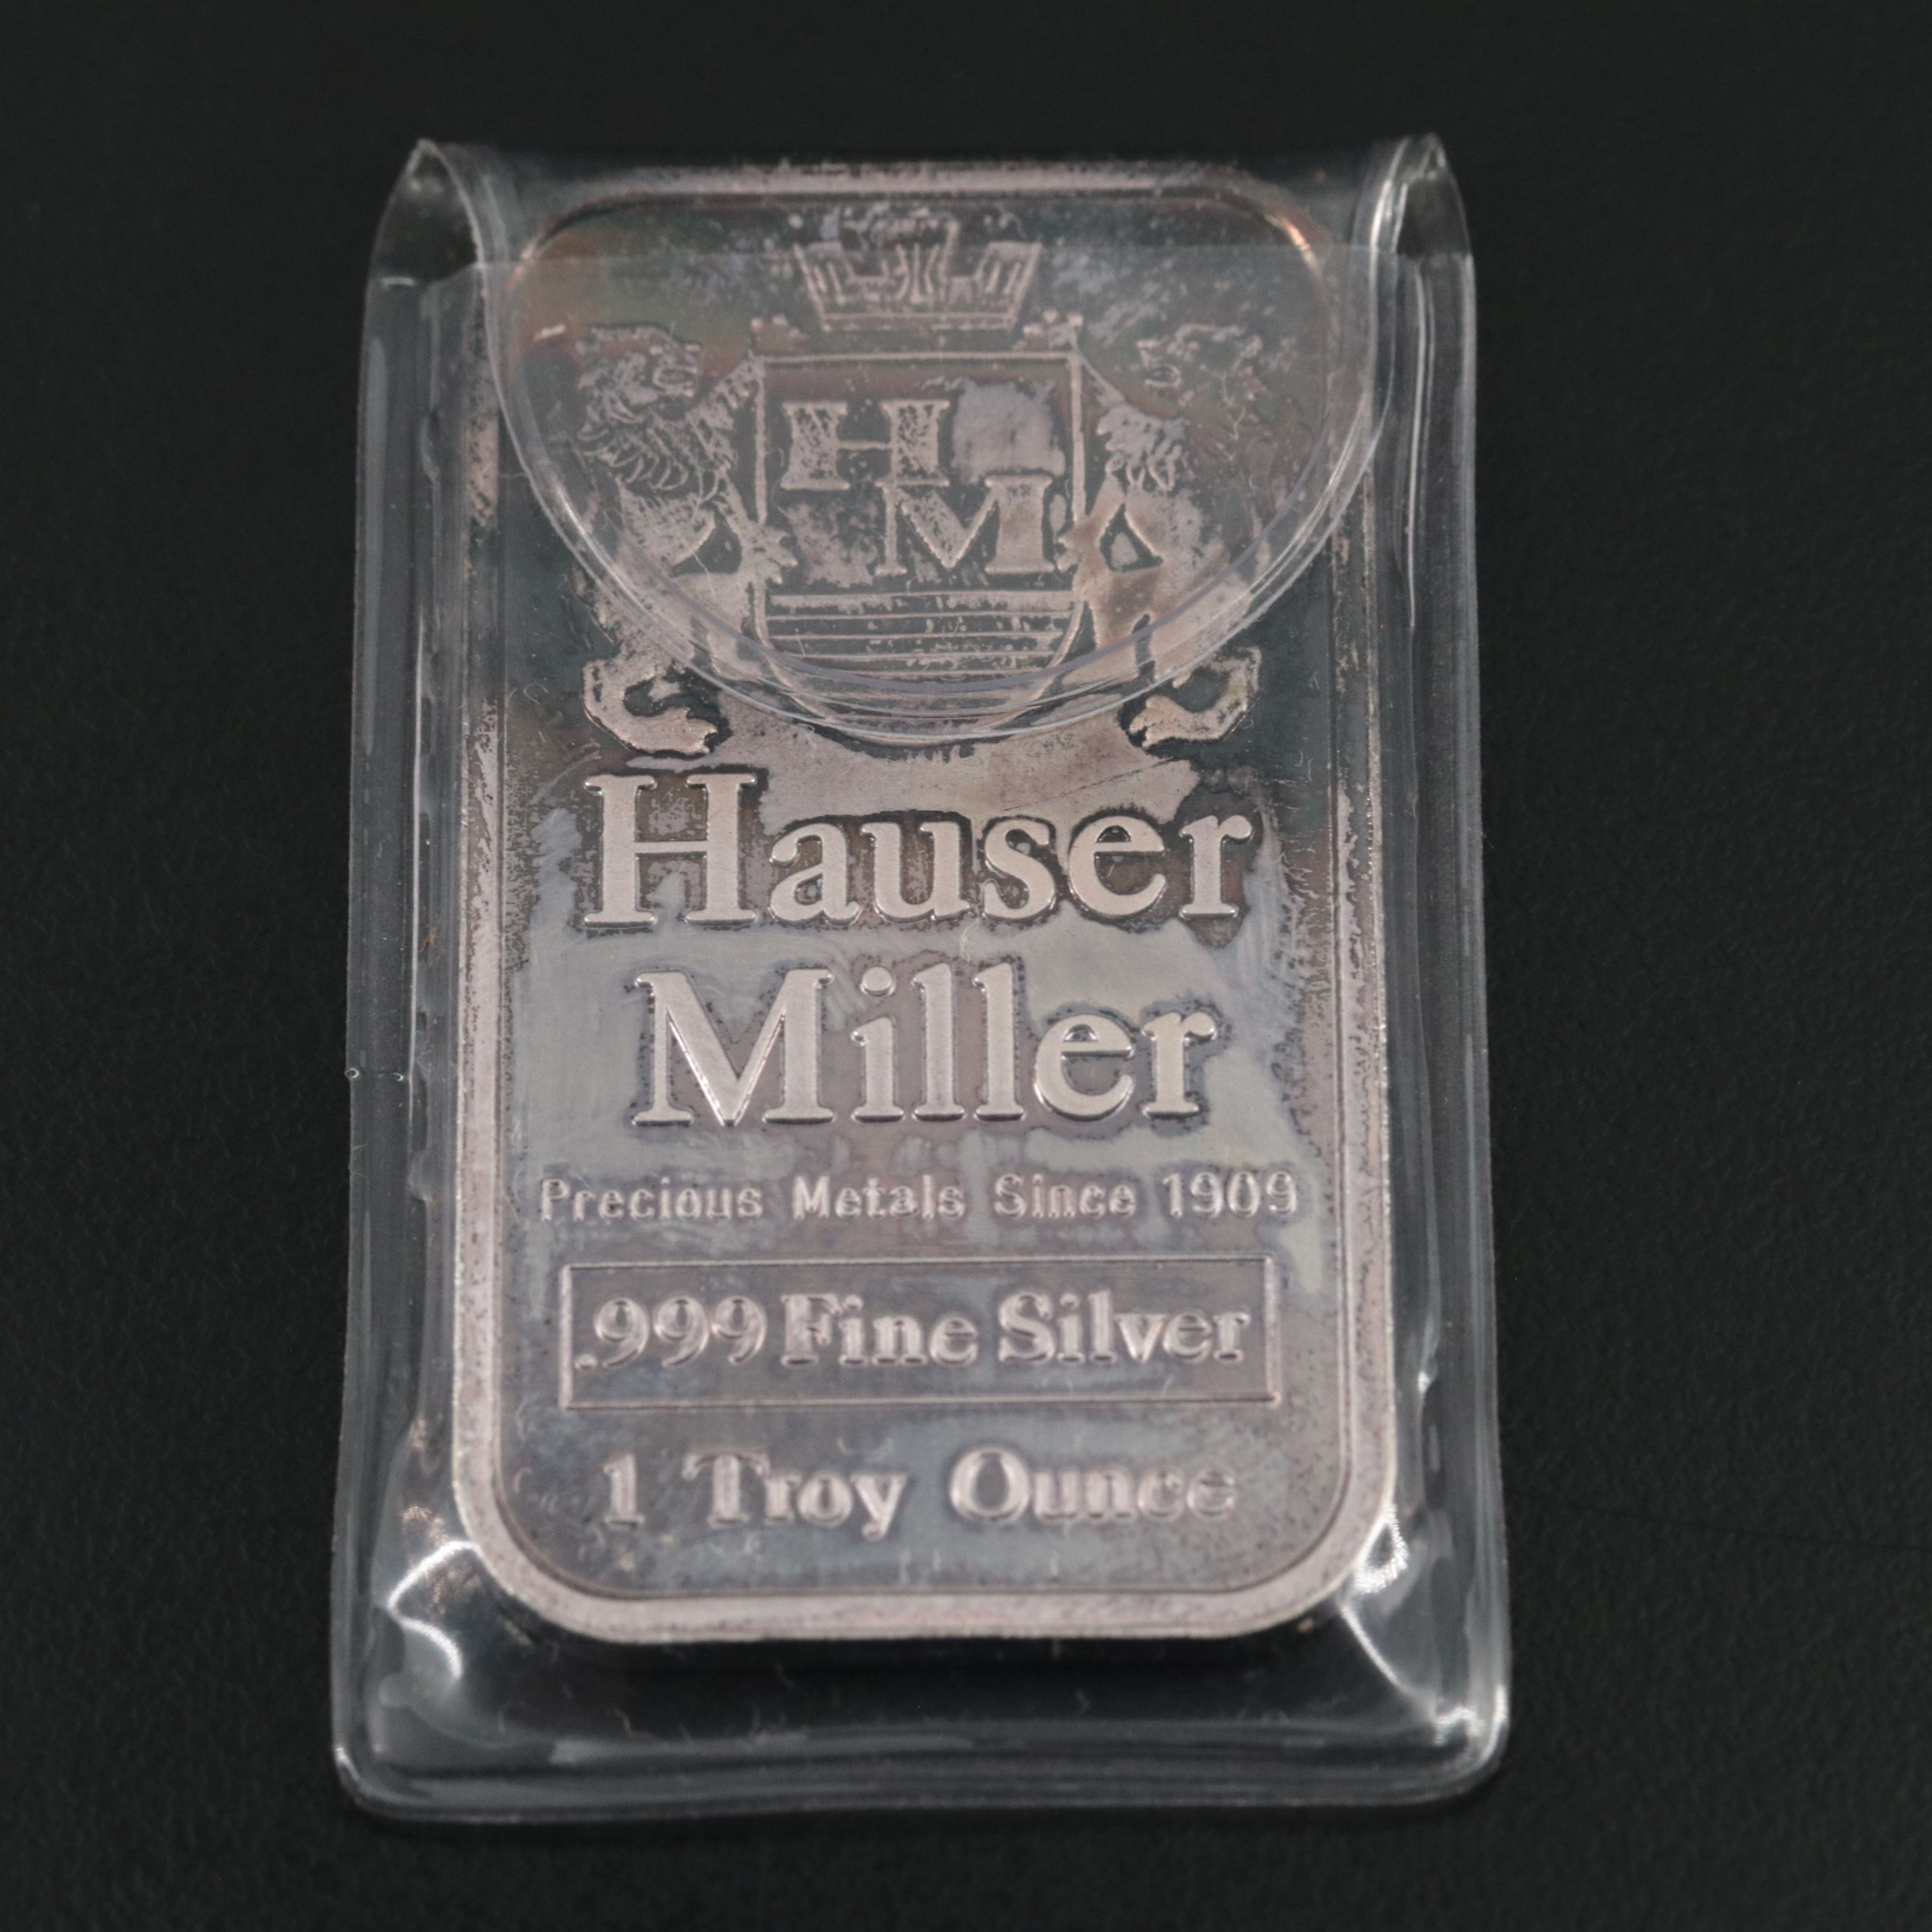 H
M
Hauser
Miller
Precious Metals Since 1909
.999 Fine Silver
1 Troy Ounce